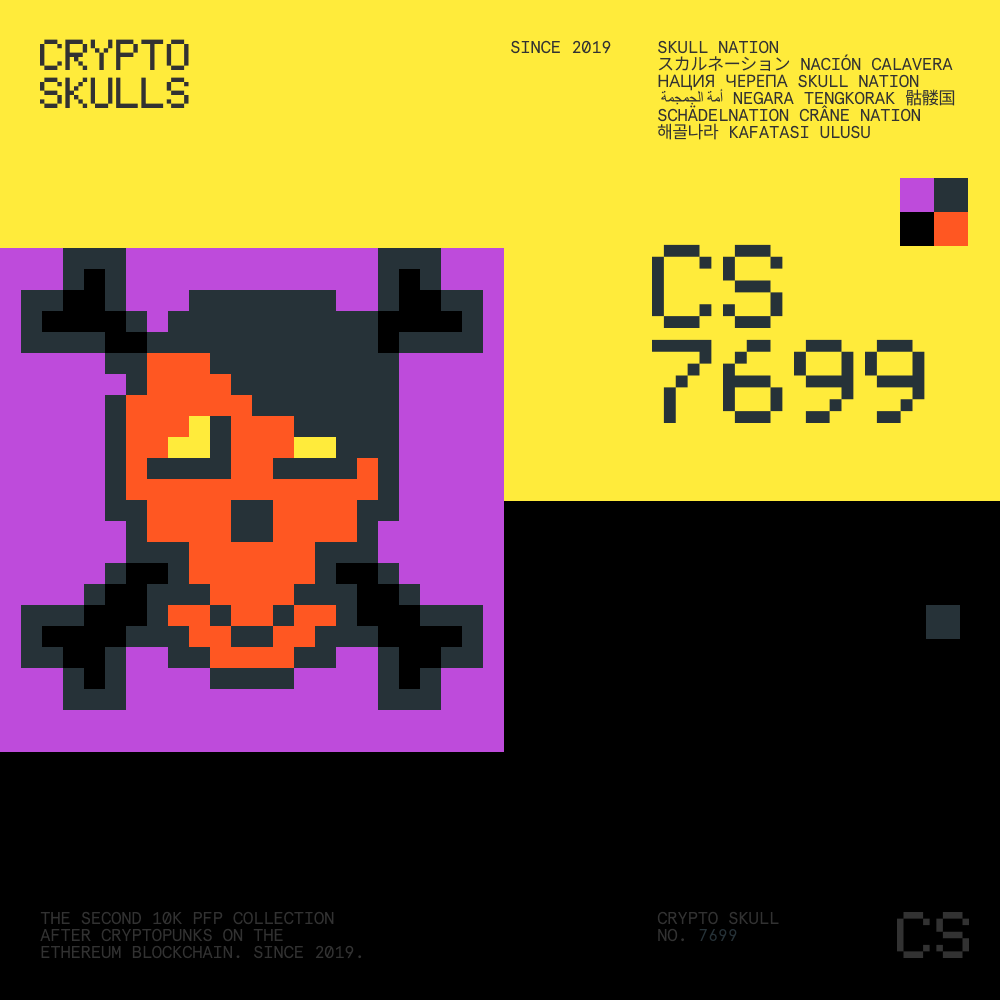 CRYPTO
SKULLS
SINCE 2019
SKULL NATION
スカルネーション NACIÓN CALAVERA
НАЦИЯ ЧЕРЕПА SKULL NATION
أمة الجمجمة NEGARA TENGKORAK 骷髅国
SCHÄDELNATION CRÂNE NATION
해골나라 KAFATASI ULUSU
CS
7699
THE SECOND 10K PFP COLLECTION
AFTER CRYPTOPUNKS ON THE
ETHEREUM BLOCKCHAIN. SINCE 2019.
CRYPTO SKULL
NO. 7699
CS